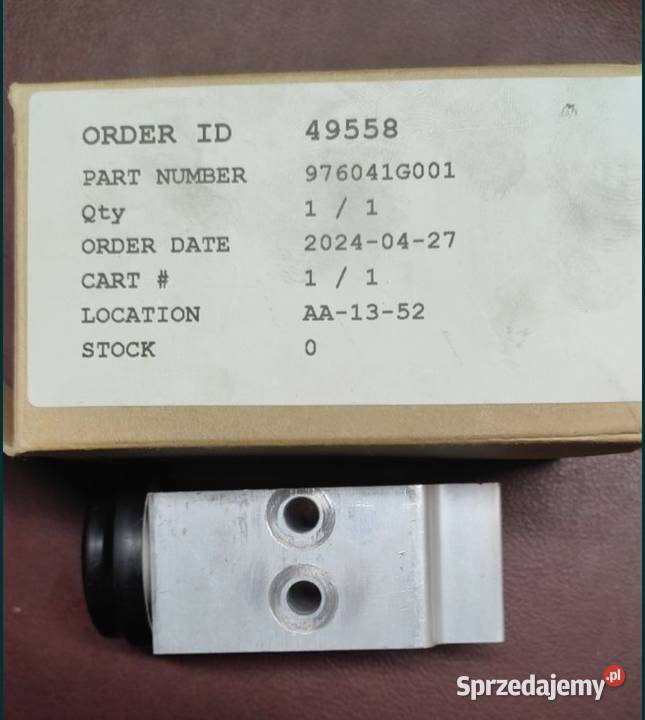 ORDER ID 49558
PART NUMBER 976041G001
Qty 1 / 1
ORDER DATE 2024-04-27
CART # 1 / 1
LOCATION AA-13-52
STOCK 0
Sprzedajemy.pl